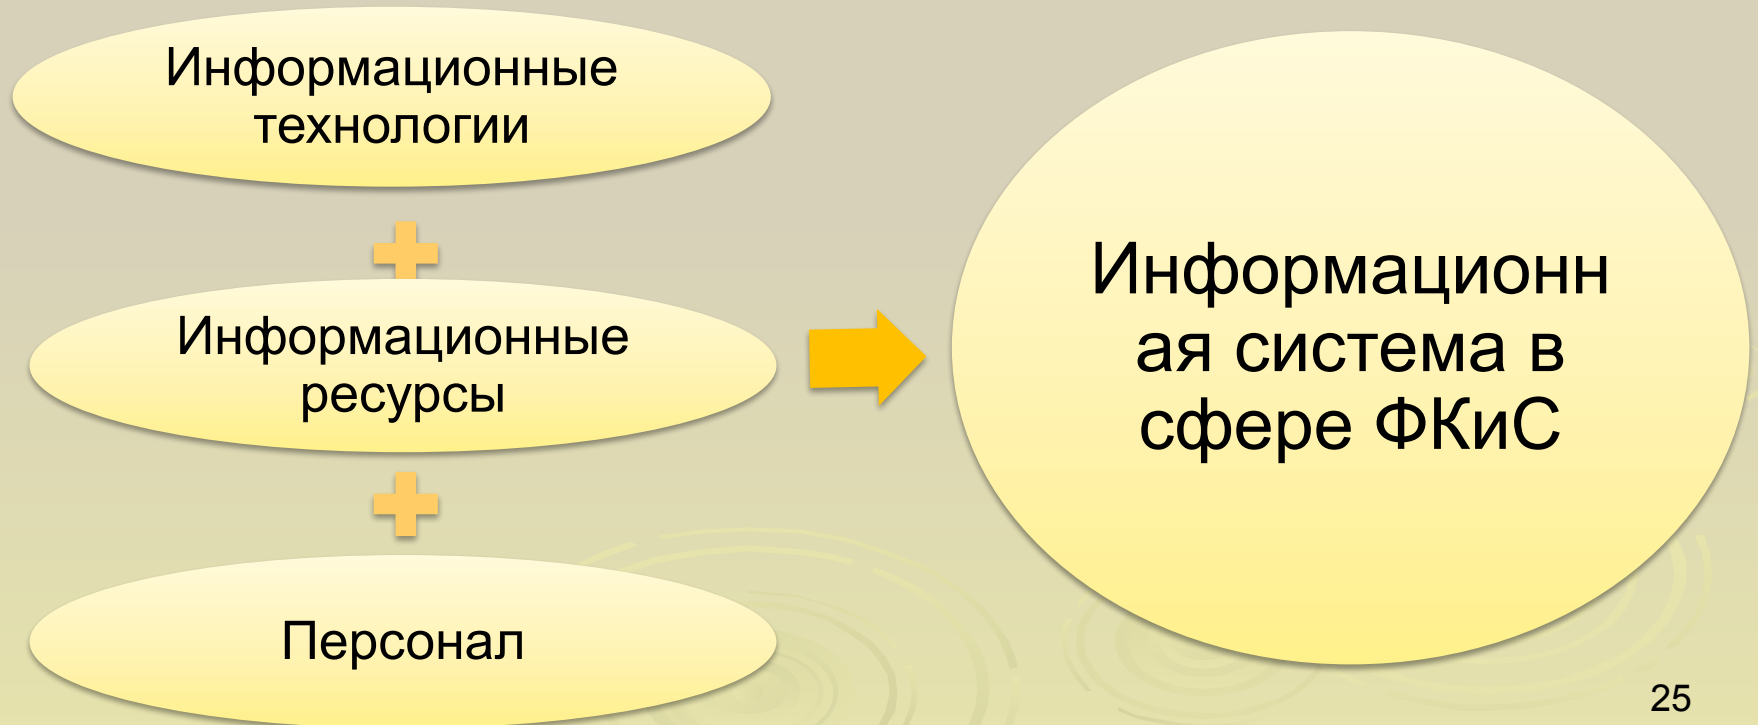 Информационные
технологии
Информационные
ресурсы
Персонал
Информационн
ая система в
сфере ФКиС
25